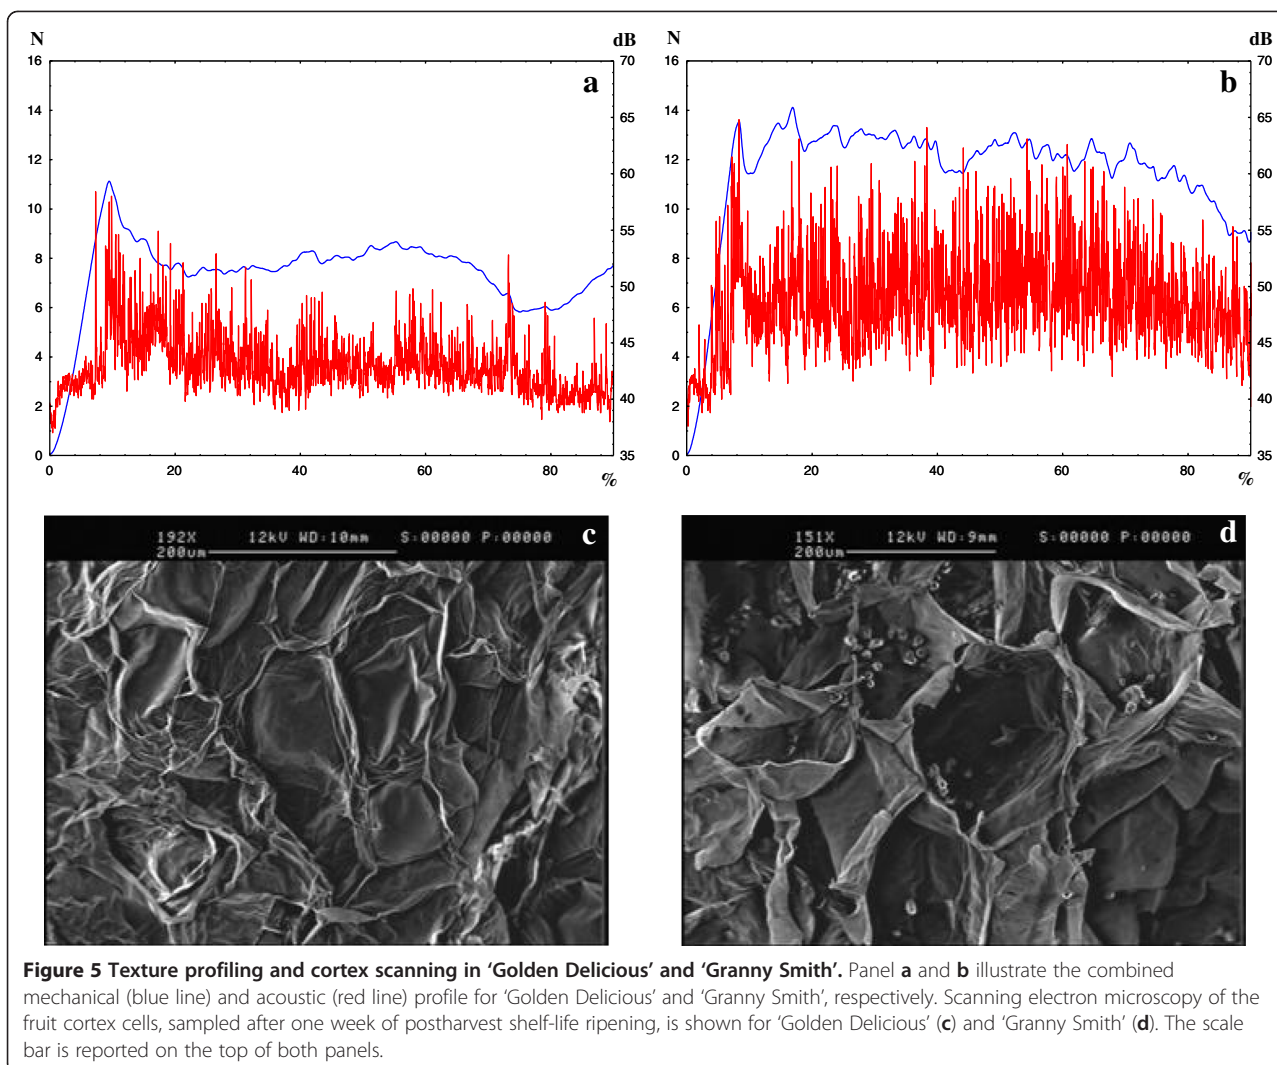 N
dB
a
16
14
12
10
8
6
4
2
0
70
65
60
55
50
45
40
35
0
20
40
60
80
%
N
dB
b
16
14
12
10
8
6
4
2
0
70
65
60
55
50
45
40
35
0
20
40
60
80
%
192X 12kV WD:10mm S:00000 P:00000
200um
c
151X 12kV WD:9mm S:00000 P:00000
200um
d
Figure 5 Texture profiling and cortex scanning in ‘Golden Delicious’ and ‘Granny Smith’. Panel a and b illustrate the combined
mechanical (blue line) and acoustic (red line) profile for ‘Golden Delicious’ and ‘Granny Smith’, respectively. Scanning electron microscopy of the
fruit cortex cells, sampled after one week of postharvest shelf-life ripening, is shown for ‘Golden Delicious’ (c) and ‘Granny Smith’ (d). The scale
bar is reported on the top of both panels.